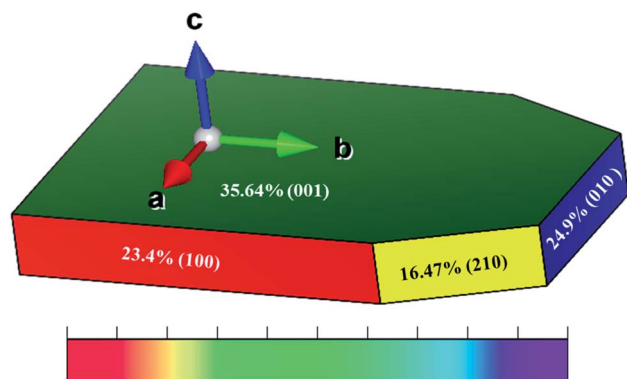 c
b
a
35.64% (001)
23.4% (100)
16.47% (210)
24.9% (010)